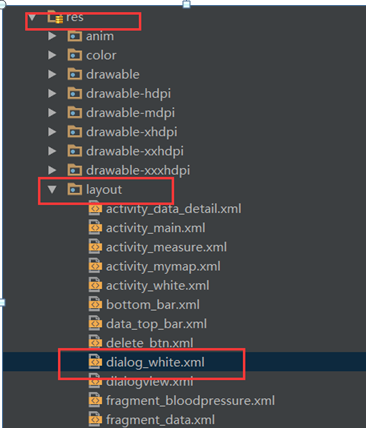 res
anim
color
drawable
drawable-hdpi
drawable-mdpi
drawable-xhdpi
drawable-xxhdpi
drawable-xxxhdpi
layout
activity_data_detail.xml
activity_main.xml
activity_measure.xml
activity_mymap.xml
activity_white.xml
bottom_bar.xml
data_top_bar.xml
delete_btn.xml
dialog_white.xml
dialogview.xml
fragment_bloodpressure.xml
fragment_data.xml